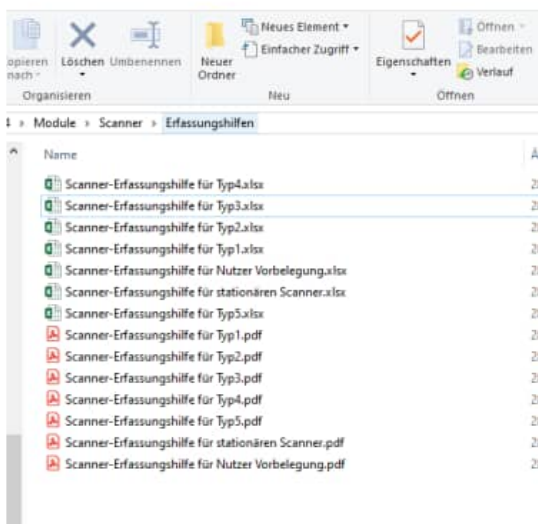 Neues Element
Einfacher Zugriff
Öffnen
Bearbeiten
Verlauf
opieren
nach
Löschen
Umbenennen
Neuer
Ordner
Eigenschaften
Organisieren
Neu
Öffnen
Module
Scanner
Erfassungshilfen
Name
Scanner-Erfassungshilfe für Typ4.xlsx
Scanner-Erfassungshilfe für Typ3.xlsx
Scanner-Erfassungshilfe für Typ2.xlsx
Scanner-Erfassungshilfe für Typ1.xlsx
Scanner-Erfassungshilfe für Nutzer Vorbelegung.xlsx
Scanner-Erfassungshilfe für stationären Scanner.xlsx
Scanner-Erfassungshilfe für Typ5.xlsx
Scanner-Erfassungshilfe für Typ1.pdf
Scanner-Erfassungshilfe für Typ2.pdf
Scanner-Erfassungshilfe für Typ3.pdf
Scanner-Erfassungshilfe für Typ4.pdf
Scanner-Erfassungshilfe für Typ5.pdf
Scanner-Erfassungshilfe für stationären Scanner.pdf
Scanner-Erfassungshilfe für Nutzer Vorbelegung.pdf